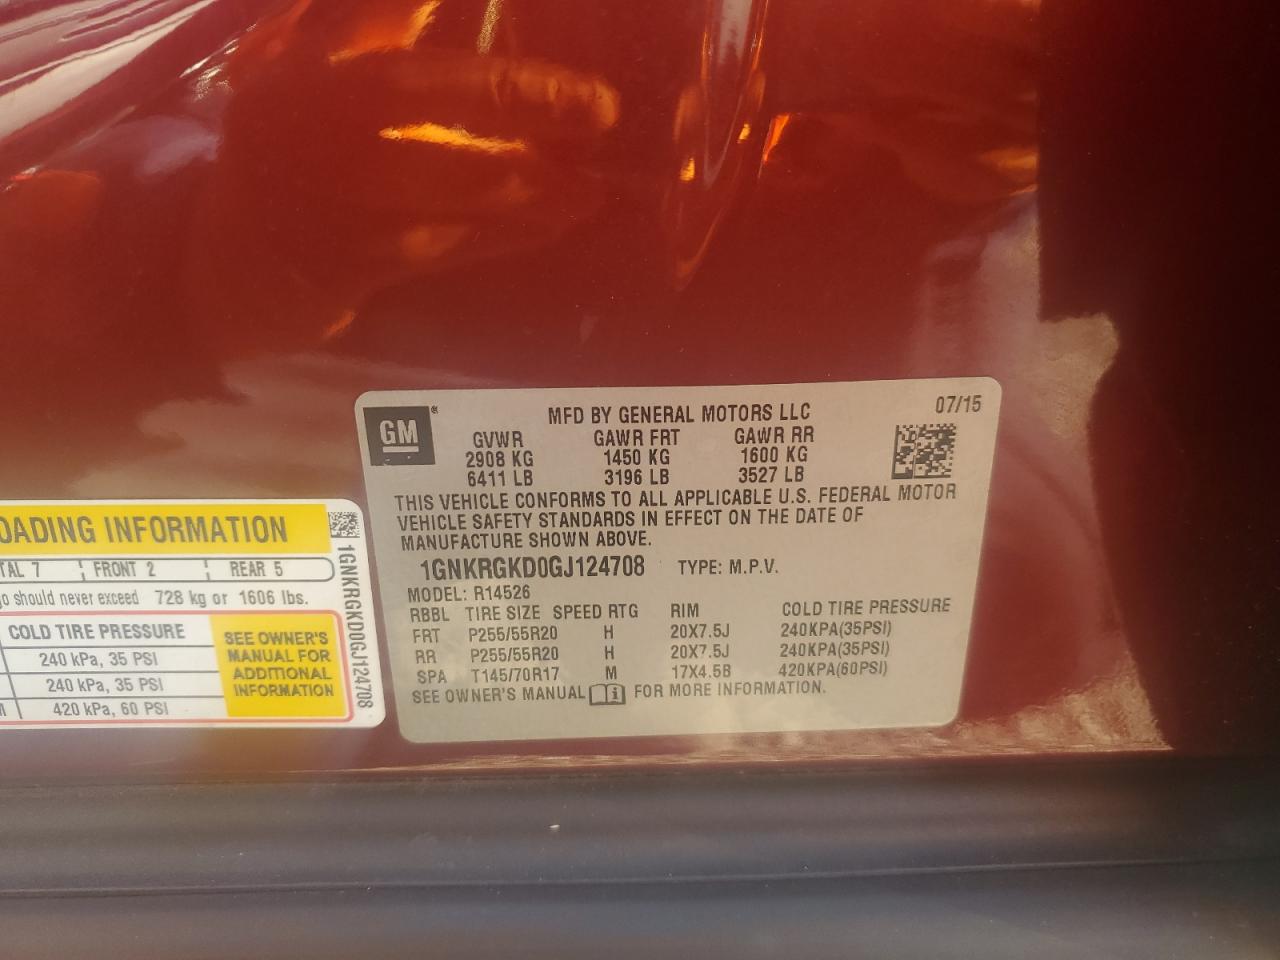 GM ®
MFD BY GENERAL MOTORS LLC
07/15
GVWR GAWR FRT GAWR RR
2908 KG 1450 KG 1600 KG
6411 LB 3196 LB 3527 LB
THIS VEHICLE CONFORMS TO ALL APPLICABLE U.S. FEDERAL MOTOR
VEHICLE SAFETY STANDARDS IN EFFECT ON THE DATE OF
MANUFACTURE SHOWN ABOVE.
1GNKRGKD0GJ124708 TYPE: M.P.V.
MODEL: R14526
RBBL TIRE SIZE SPEED RTG RIM COLD TIRE PRESSURE
FRT P255/55R20 H 20X7.5J 240KPA(35PSI)
RR P255/55R20 H 20X7.5J 240KPA(35PSI)
SPA T145/70R17 M 17X4.5B 420KPA(60PSI)
SEE OWNER'S MANUAL FOR MORE INFORMATION.
OADING INFORMATION
TAL 7 FRONT 2 REAR 5
go should never exceed 728 kg or 1606 lbs.
COLD TIRE PRESSURE
240 kPa, 35 PSI
240 kPa, 35 PSI
420 kPa, 60 PSI
SEE OWNER'S
MANUAL FOR
ADDITIONAL
INFORMATION
1GNKRGKD0GJ124708